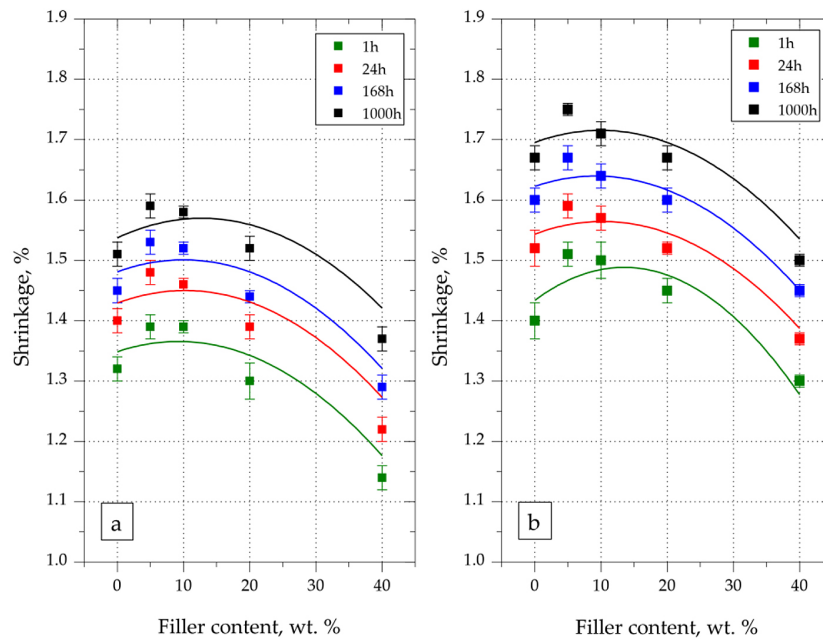 1.9
1.8
1.7
1.6
1.5
1.4
1.3
1.2
1.1
1.0
Shrinkage, %
1h
24h
168h
1000h
a
0 10 20 30 40
Filler content, wt. %
1.9
1.8
1.7
1.6
1.5
1.4
1.3
1.2
1.1
1.0
Shrinkage, %
1h
24h
168h
1000h
b
0 10 20 30 40
Filler content, wt. %